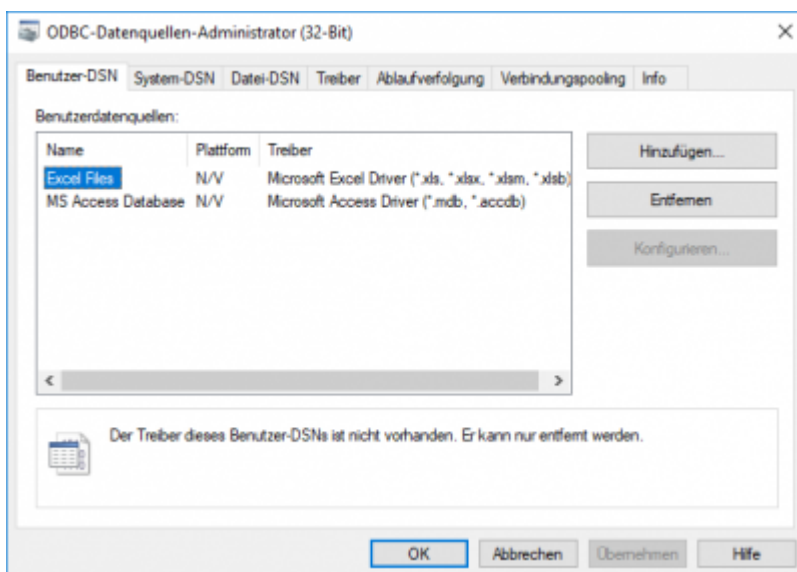 ODBC-Datenquellen-Administrator (32-Bit)
Benutzer-DSN System-DSN Datei-DSN Treiber Ablaufverfolgung Verbindungspooling Info
Benutzerdatenquellen:
Name Plattform Treiber
Excel Files N/V Microsoft Excel Driver (*.xls, *.xlsx, *.xlsm, *.xlsb)
MS Access Database N/V Microsoft Access Driver (*.mdb, *.accdb)
Hinzufügen...
Entfernen
Konfigurieren...
Der Treiber dieses Benutzer-DSNs ist nicht vorhanden. Er kann nur entfernt werden.
OK Abbrechen Übernehmen Hilfe